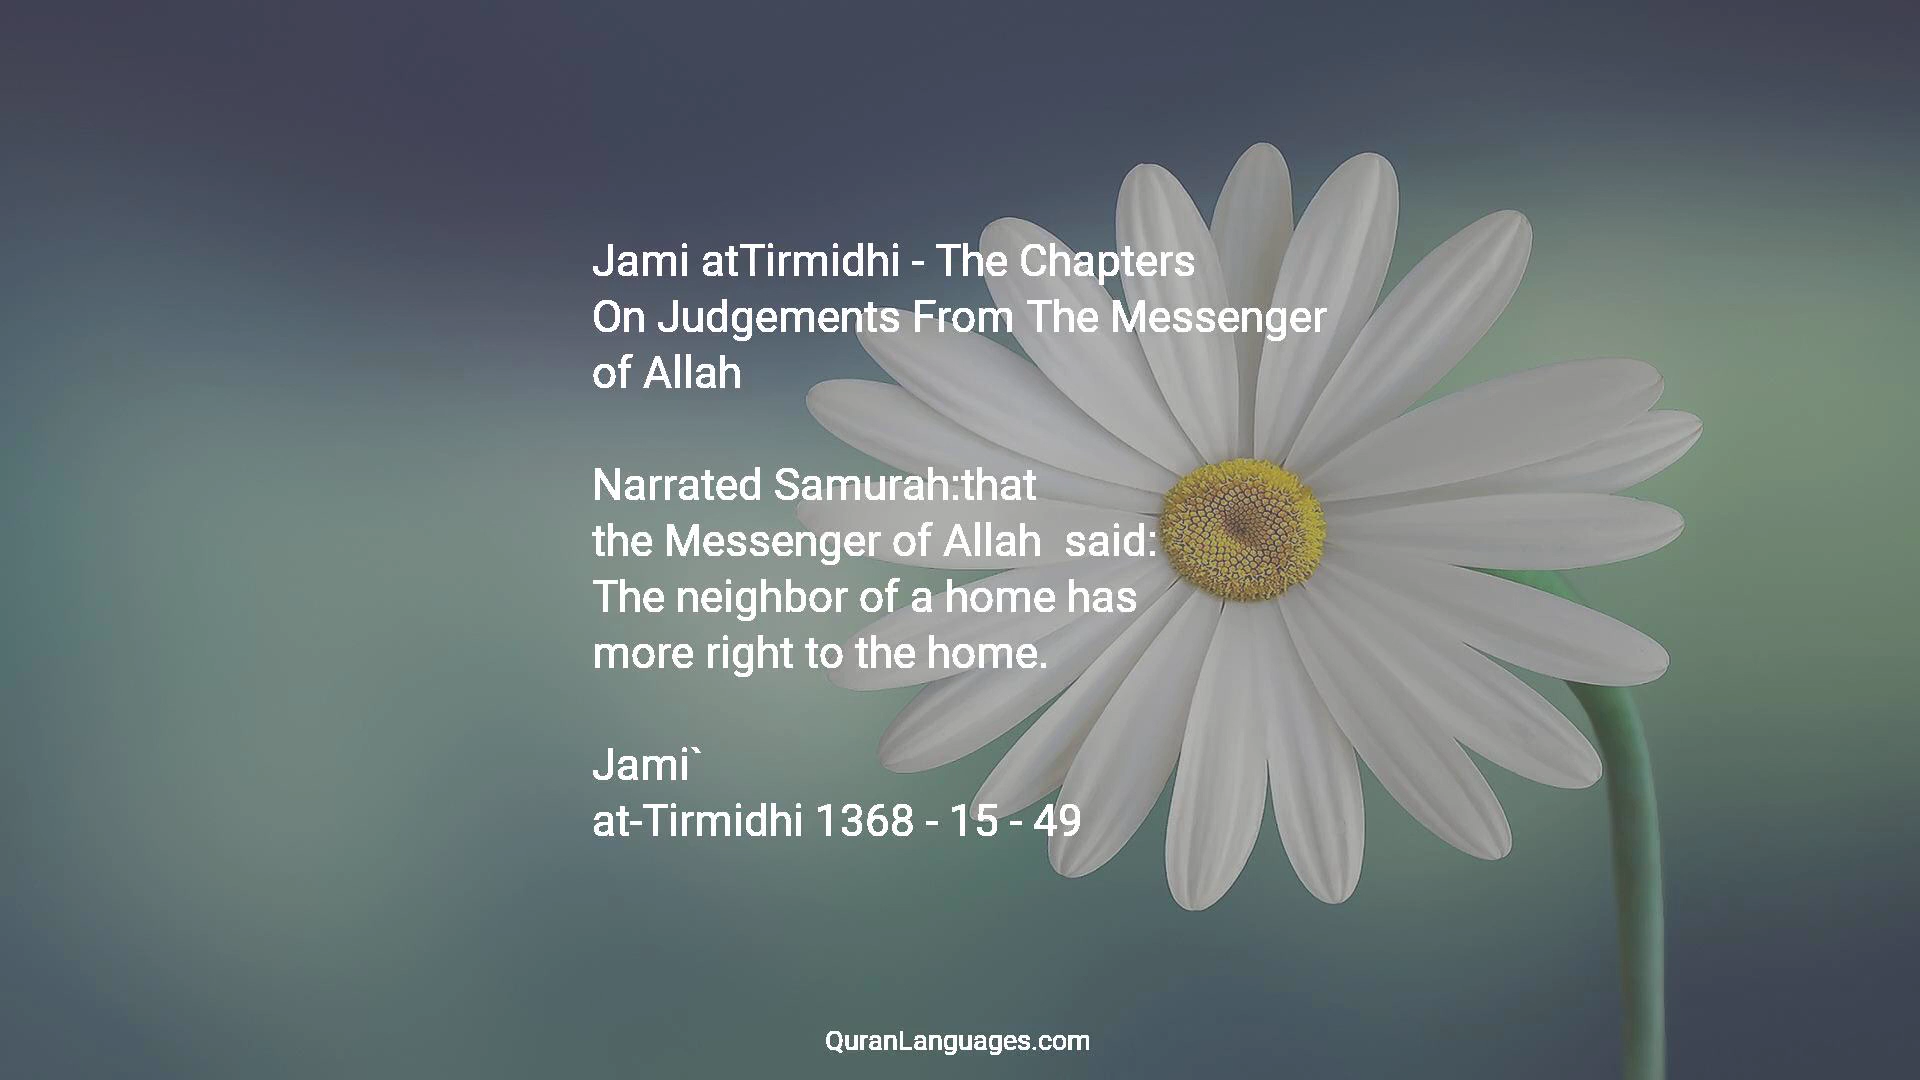 Jami atTirmidhi - The Chapters
On Judgements From The Messenger
of Allah
Narrated Samurah:that
the Messenger of Allah  said:
The neighbor of a home has
more right to the home.
Jami`
at-Tirmidhi 1368 - 15 - 49
QuranLanguages.com